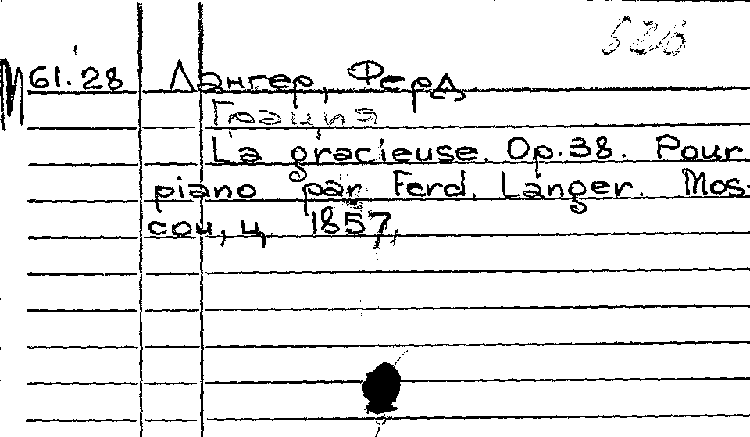 526
М 61.28 Лангер, Ферд
Грация
La gracieuse. Op.38. Pour
piano par Ferd. Langer. Mos-
cou, ц 1857,